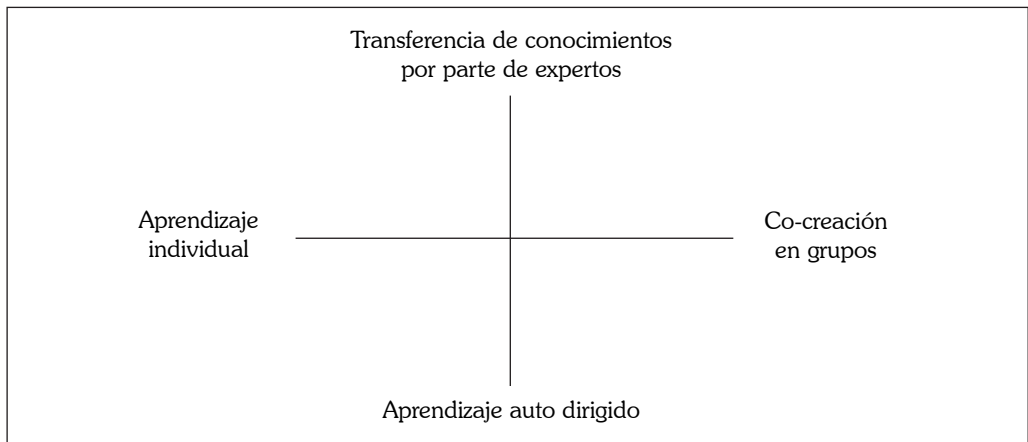 Transferencia de conocimientos
por parte de expertos
Aprendizaje
individual
Co-creación
en grupos
Aprendizaje auto dirigido